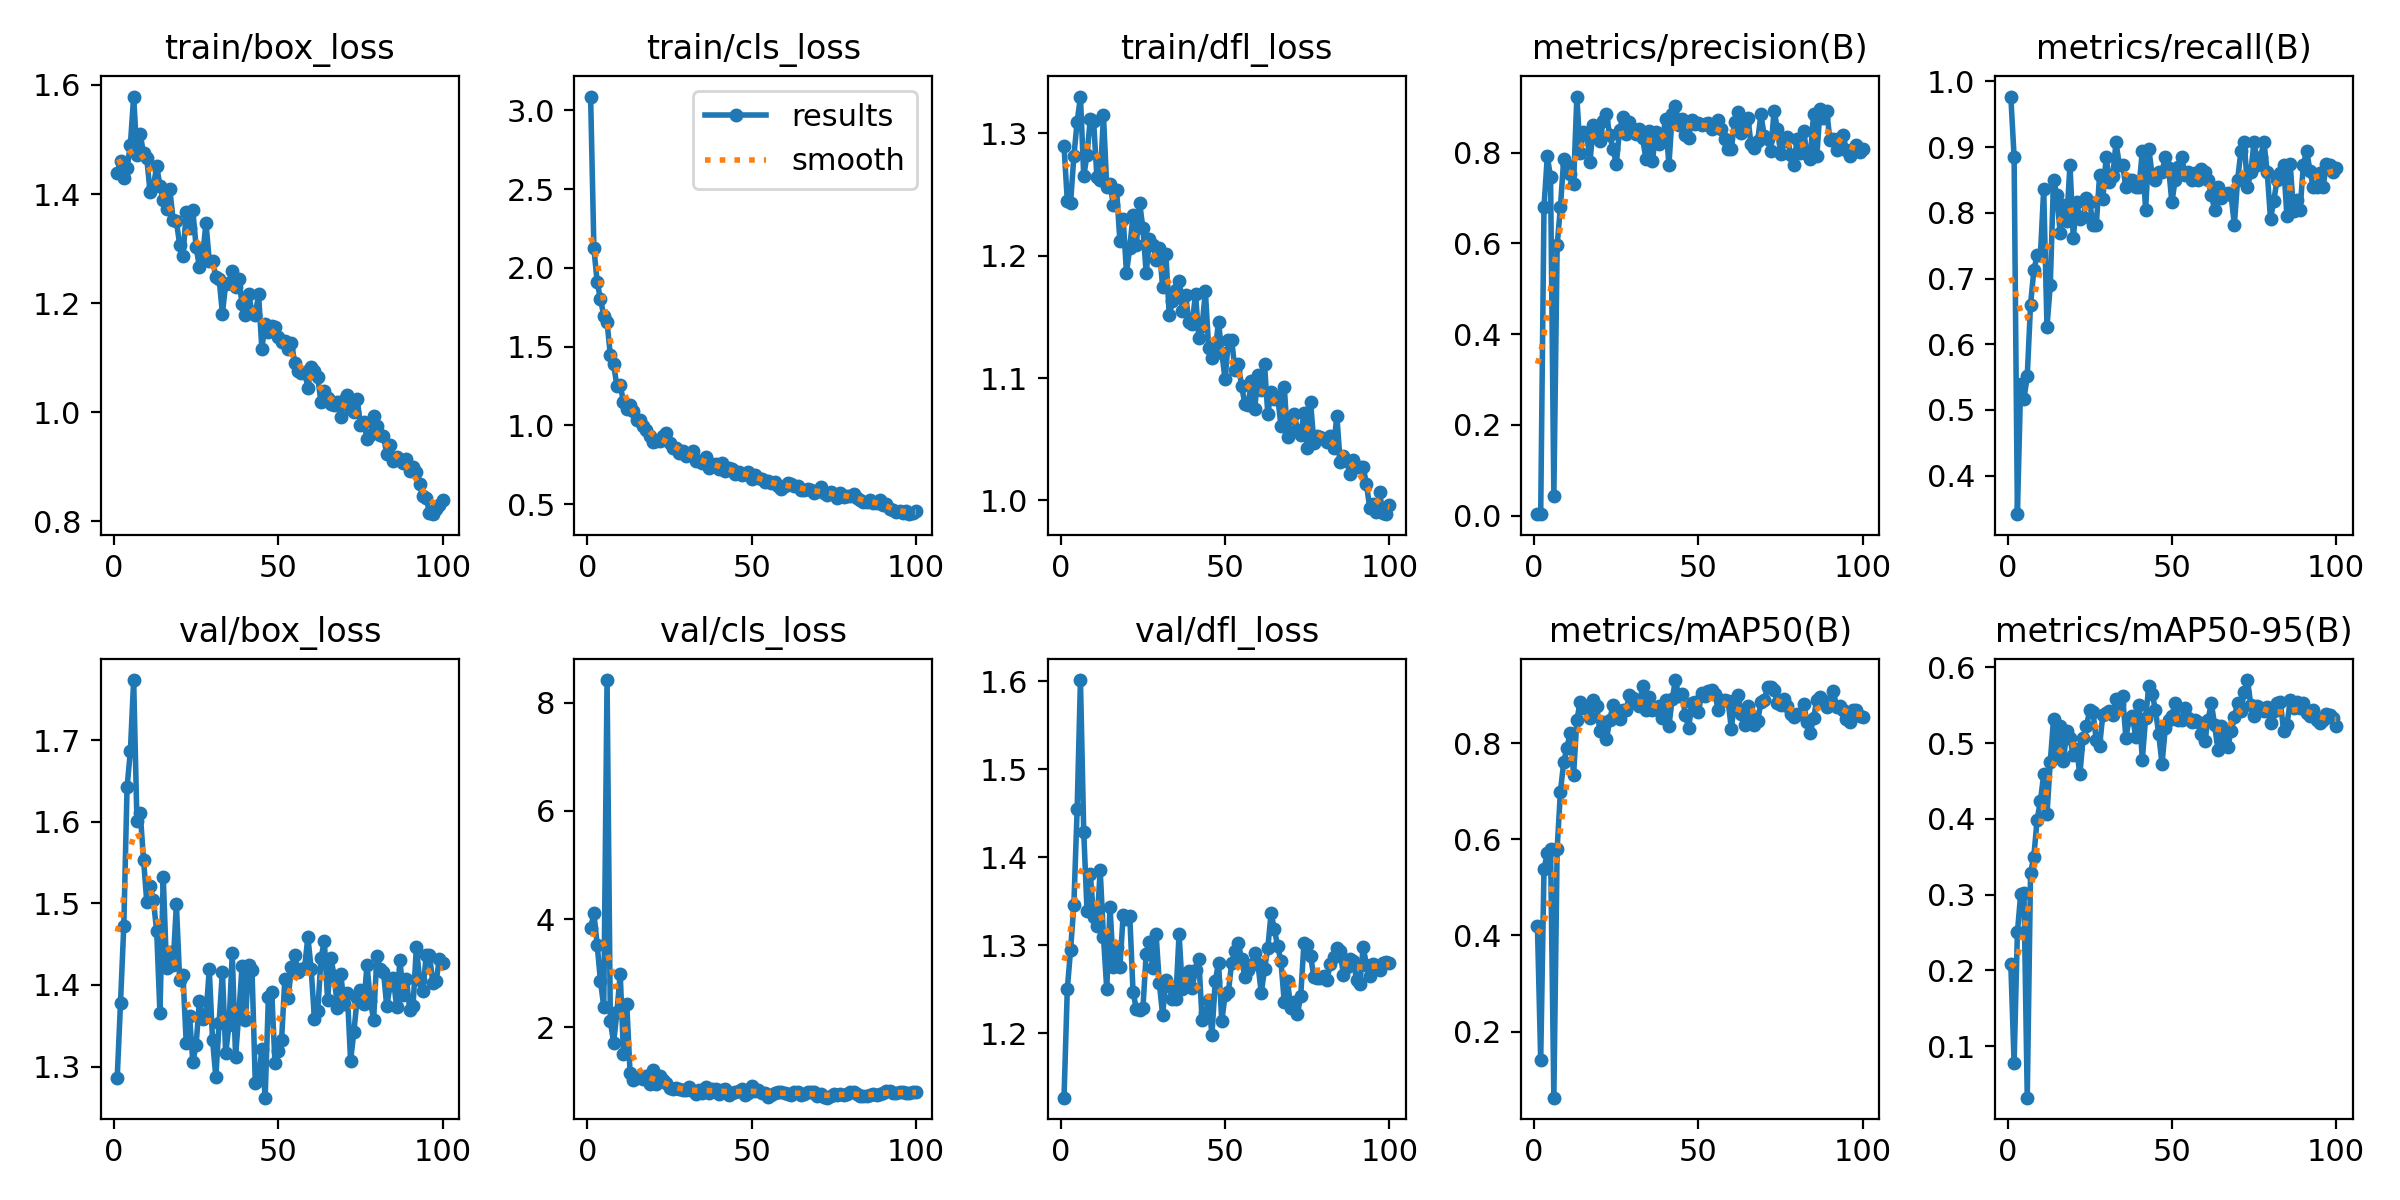 train/box_loss
1.6
1.4
1.2
1.0
0.8
0 50 100
train/cls_loss
results
smooth
3.0
2.5
2.0
1.5
1.0
0.5
0 50 100
train/dfl_loss
1.3
1.2
1.1
1.0
0 50 100
metrics/precision(B)
0.8
0.6
0.4
0.2
0.0
0 50 100
metrics/recall(B)
1.0
0.9
0.8
0.7
0.6
0.5
0.4
0 50 100
val/box_loss
1.7
1.6
1.5
1.4
1.3
0 50 100
val/cls_loss
8
6
4
2
0 50 100
val/dfl_loss
1.6
1.5
1.4
1.3
1.2
0 50 100
metrics/mAP50(B)
0.8
0.6
0.4
0.2
0 50 100
metrics/mAP50-95(B)
0.6
0.5
0.4
0.3
0.2
0.1
0 50 100